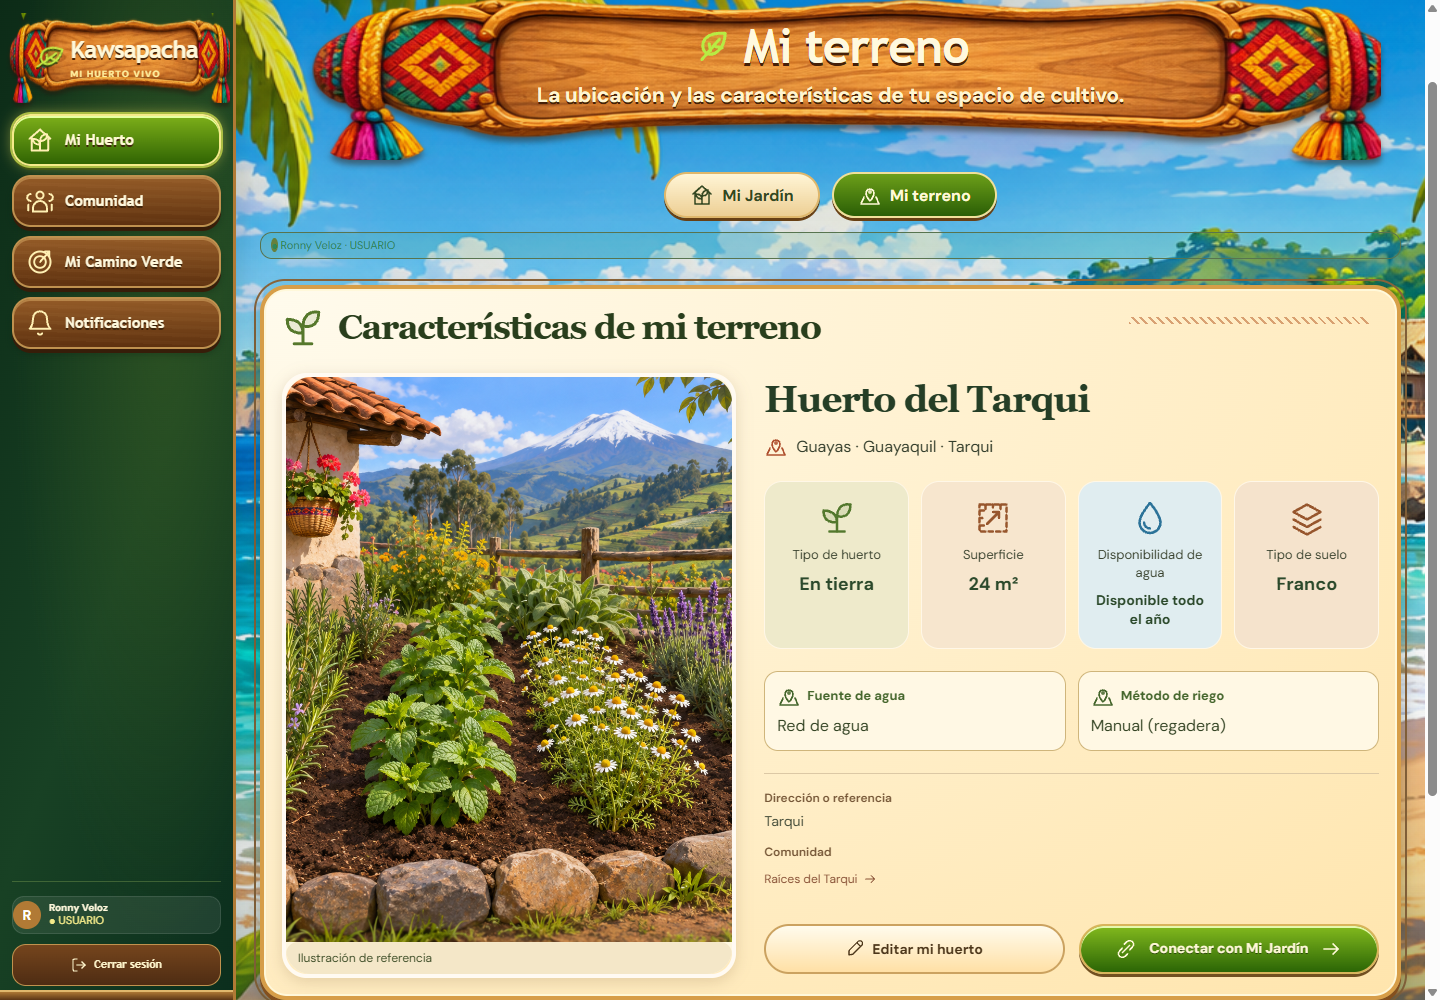 Kawsapacha
MI HUERTO VIVO
Mi Huerto
Comunidad
Mi Camino Verde
Notificaciones
Ronny Veloz
● USUARIO
R
Cerrar sesión
Mi terreno
La ubicación y las características de tu espacio de cultivo.
Mi Jardín
Mi terreno
Ronny Veloz · USUARIO
Características de mi terreno
Ilustración de referencia
Huerto del Tarqui
Guayas · Guayaquil · Tarqui
Tipo de huerto
En tierra
Superficie
24 m²
Disponibilidad de
agua
Disponible todo
el año
Tipo de suelo
Franco
Fuente de agua
Red de agua
Método de riego
Manual (regadera)
Dirección o referencia
Tarqui
Comunidad
Raíces del Tarqui →
Editar mi huerto
Conectar con Mi Jardín →